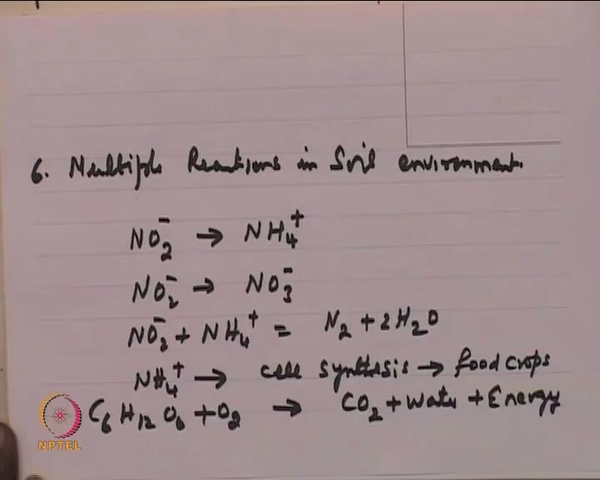 6. Multiple Reactions in Soil environment.
NO₂⁻ → NH₄⁺
NO₂⁻ → NO₃⁻
NO₂⁻ + NH₄⁺ = N₂ + 2H₂O
NH₄⁺ → cell synthesis → food crops
C₆H₁₂O₆ + O₂ → CO₂ + Water + Energy
NPTEL